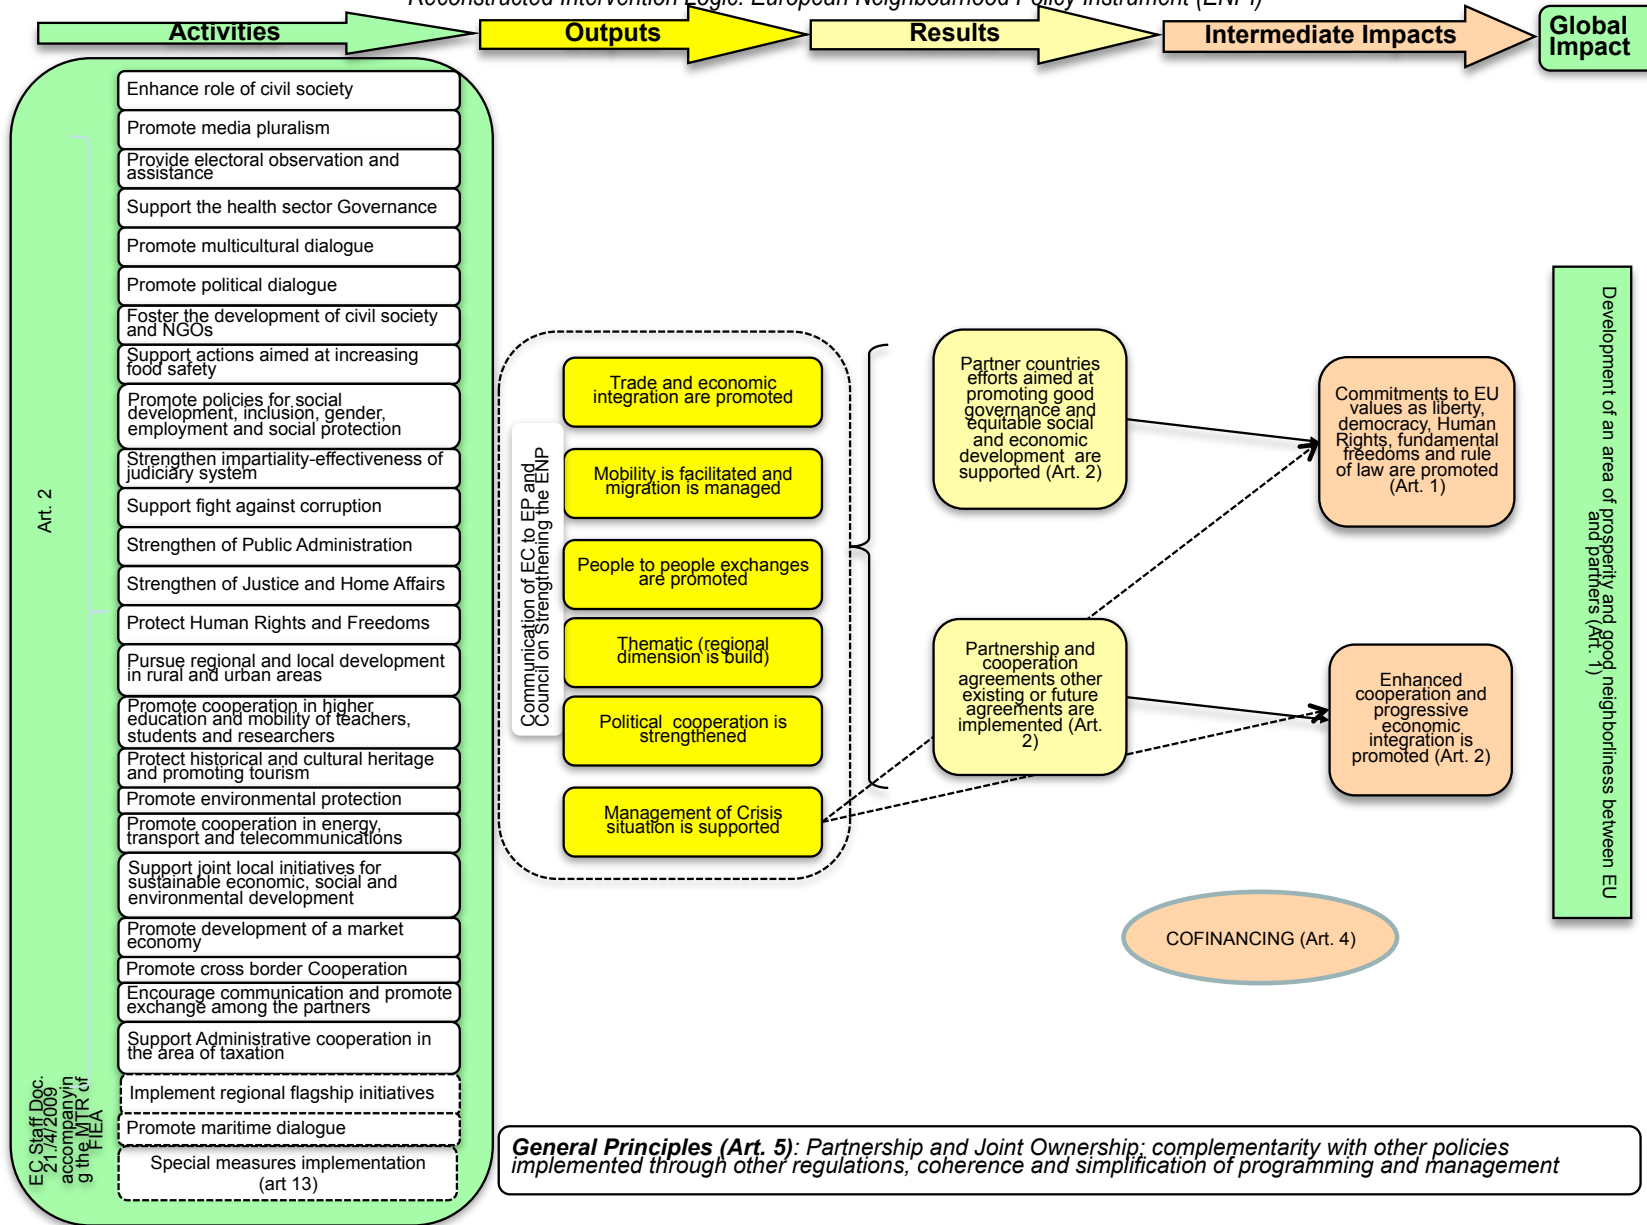 Reconstructed Intervention Logic: European Neighbourhood Policy Instrument (ENPI)
Activities
Outputs
Results
Intermediate Impacts
Global
Impact
Enhance role of civil society
Promote media pluralism
Provide electoral observation and
assistance
Support the health sector Governance
Promote multicultural dialogue
Promote political dialogue
Foster the development of civil society
and NGOs
Support actions aimed at increasing
food safety
Promote policies for social
development, inclusion, gender,
employment and social protection
Strengthen impartiality-effectiveness of
judiciary system
Support fight against corruption
Strengthen of Public Administration
Strengthen of Justice and Home Affairs
Protect Human Rights and Freedoms
Pursue regional and local development
in rural and urban areas
Promote cooperation in higher
education and mobility of teachers,
students and researchers
Protect historical and cultural heritage
and promoting tourism
Promote environmental protection
Promote cooperation in energy,
transport and telecommunications
Support joint local initiatives for
sustainable economic, social and
environmental development
Promote development of a market
economy
Promote cross border Cooperation
Encourage communication and promote
exchange among the partners
Support Administrative cooperation in
the area of taxation
Implement regional flagship initiatives
Promote maritime dialogue
Special measures implementation
(art 13)
Art. 2
EC Staff Doc.
21./4/2009
accompanyin
g the MTR of
FIEA
Communication of EC to EP and
Council on Strengthening the ENP
Trade and economic
integration are promoted
Mobility is facilitated and
migration is managed
People to people exchanges
are promoted
Thematic (regional
dimension is build)
Political cooperation is
strengthened
Management of Crisis
situation is supported
Partner countries
efforts aimed at
promoting good
governance and
equitable social
and economic
development are
supported (Art. 2)
Partnership and
cooperation
agreements other
existing or future
agreements are
implemented (Art.
2)
Commitments to EU
values as liberty,
democracy, Human
Rights, fundamental
freedoms and rule
of law are promoted
(Art. 1)
Enhanced
cooperation and
progressive
economic
integration is
promoted (Art. 2)
COFINANCING (Art. 4)
Development of an area of prosperity and good neighborliness between EU
and partners (Art. 1)
General Principles (Art. 5): Partnership and Joint Ownership; complementarity with other policies
implemented through other regulations, coherence and simplification of programming and management